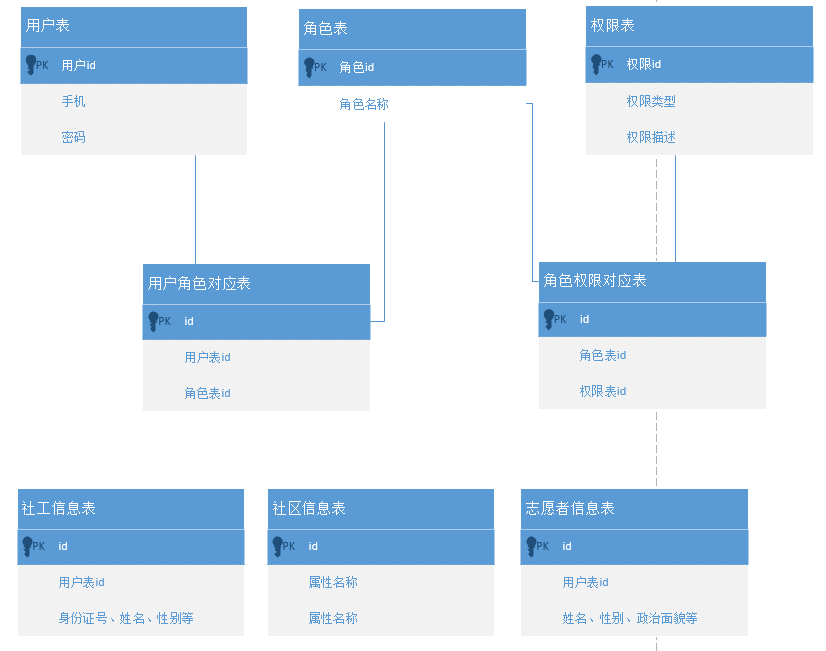 用户表
PK 用户id
手机
密码
角色表
PK 角色id
角色名称
权限表
PK 权限id
权限类型
权限描述
用户角色对应表
PK id
用户表id
角色表id
角色权限对应表
PK id
角色表id
权限表id
社工信息表
PK id
用户表id
身份证号、姓名、性别等
社区信息表
PK id
属性名称
属性名称
志愿者信息表
PK id
用户表id
姓名、性别、政治面貌等